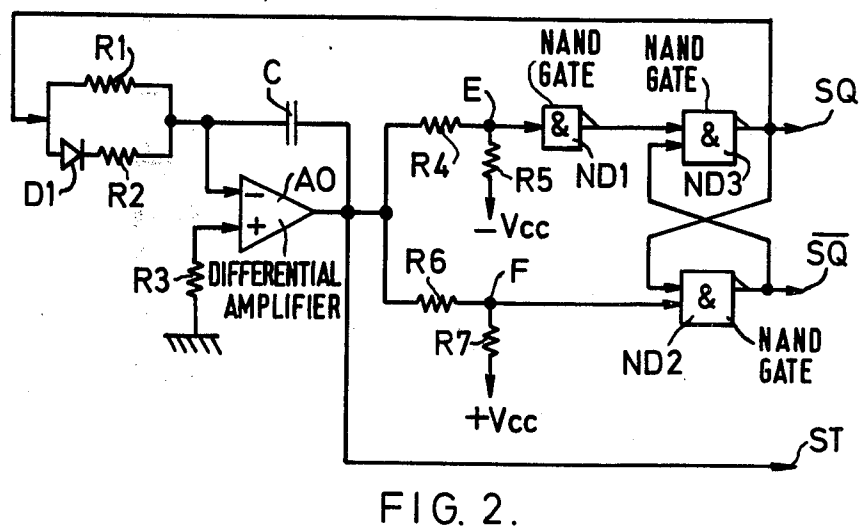 R1
C
NAND
GATE
NAND
GATE
SQ
E
&
&
D1
R2
R4
R5
ND1
ND3
AO
−
+
−Vcc
SQ̅
R3
DIFFERENTIAL
AMPLIFIER
R6
F
&
R7
ND2
NAND
GATE
+Vcc
ST
FIG. 2.